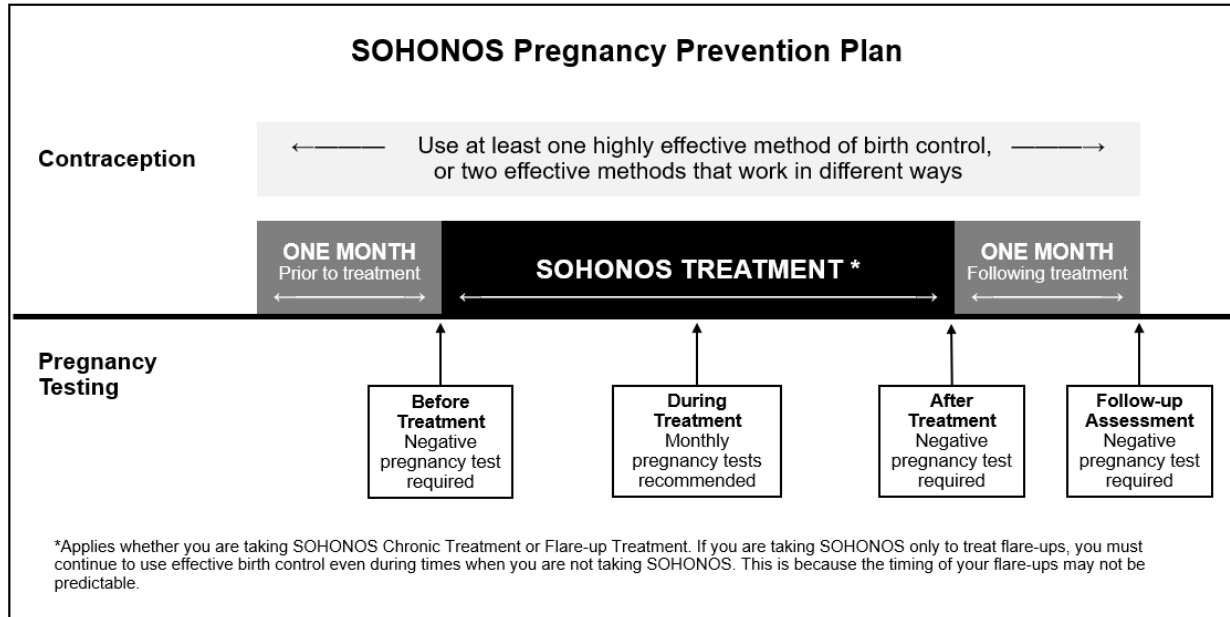 SOHONOS Pregnancy Prevention Plan
Contraception
←——— Use at least one highly effective method of birth control, ———→
or two effective methods that work in different ways
ONE MONTH
Prior to treatment
SOHONOS TREATMENT *
ONE MONTH
Following treatment
Pregnancy
Testing
Before
Treatment
Negative
pregnancy test
required
During
Treatment
Monthly
pregnancy tests
recommended
After
Treatment
Negative
pregnancy test
required
Follow-up
Assessment
Negative
pregnancy test
required
*Applies whether you are taking SOHONOS Chronic Treatment or Flare-up Treatment. If you are taking SOHONOS only to treat flare-ups, you must
continue to use effective birth control even during times when you are not taking SOHONOS. This is because the timing of your flare-ups may not be
predictable.